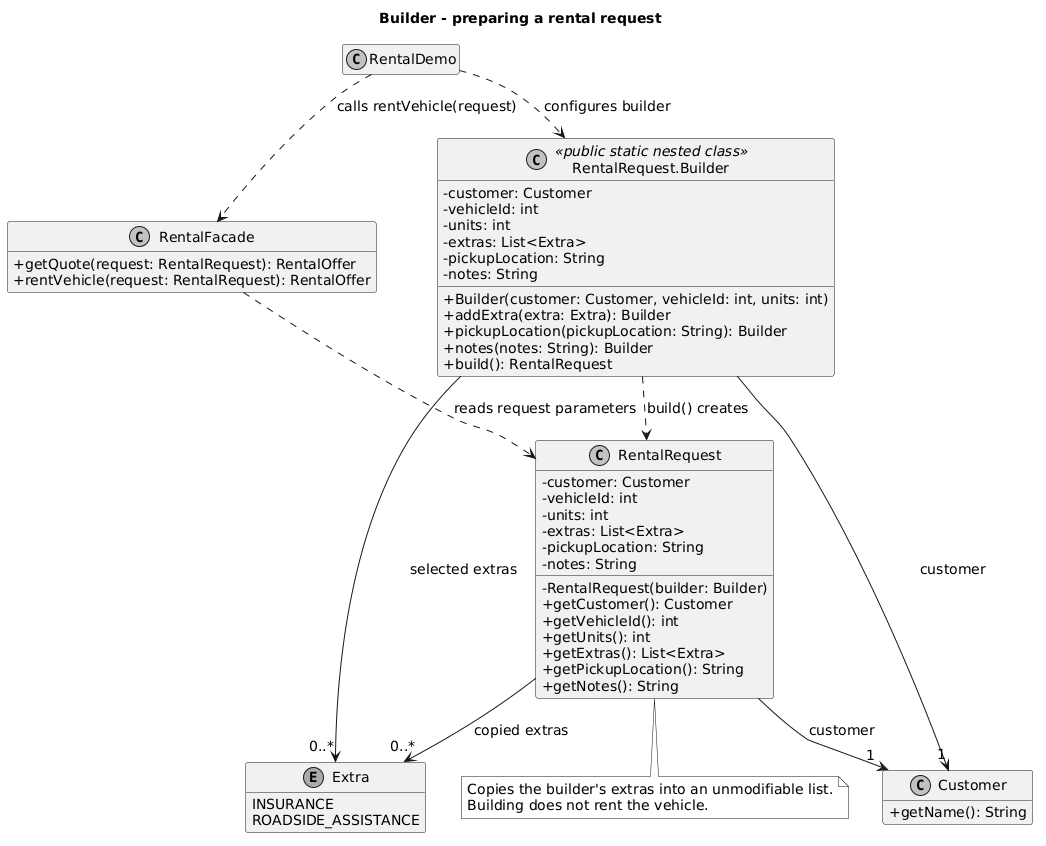 Builder - preparing a rental request
C RentalDemo
calls rentVehicle(request)
configures builder
C «public static nested class»
RentalRequest.Builder
-customer: Customer
-vehicleId: int
-units: int
-extras: List<Extra>
-pickupLocation: String
-notes: String
+Builder(customer: Customer, vehicleId: int, units: int)
+addExtra(extra: Extra): Builder
+pickupLocation(pickupLocation: String): Builder
+notes(notes: String): Builder
+build(): RentalRequest
C RentalFacade
+getQuote(request: RentalRequest): RentalOffer
+rentVehicle(request: RentalRequest): RentalOffer
reads request parameters
build() creates
C RentalRequest
-customer: Customer
-vehicleId: int
-units: int
-extras: List<Extra>
-pickupLocation: String
-notes: String
-RentalRequest(builder: Builder)
+getCustomer(): Customer
+getVehicleId(): int
+getUnits(): int
+getExtras(): List<Extra>
+getPickupLocation(): String
+getNotes(): String
selected extras
customer
copied extras
customer
0..*
0..*
1
1
E Extra
INSURANCE
ROADSIDE_ASSISTANCE
Copies the builder's extras into an unmodifiable list.
Building does not rent the vehicle.
C Customer
+getName(): String